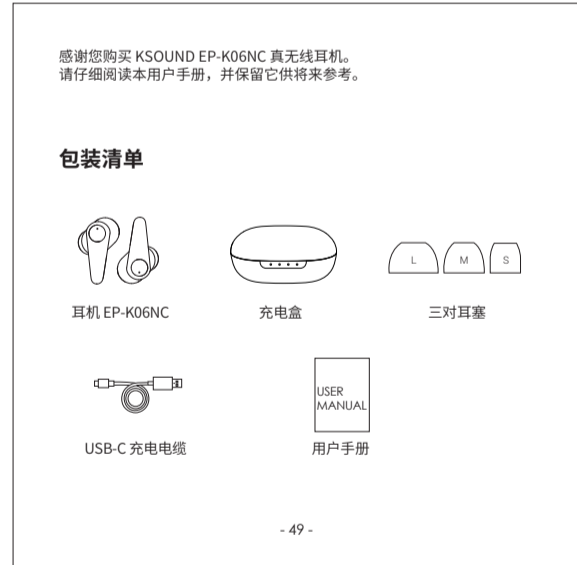 感谢您购买 KSOUND EP-K06NC 真无线耳机。
请仔细阅读本用户手册，并保留它供将来参考。
包装清单
L M S
耳机 EP-K06NC 充电盒 三对耳塞
USER
MANUAL
USB-C 充电电缆 用户手册
- 49 -